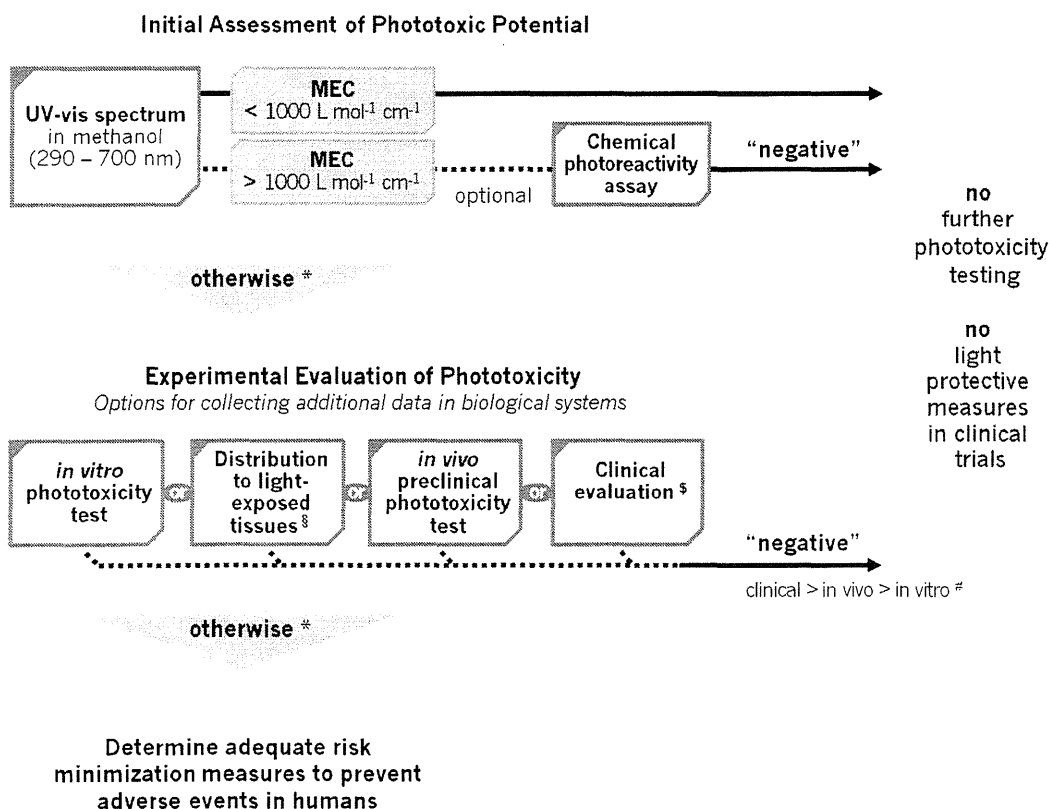 Initial Assessment of Phototoxic Potential
UV-vis spectrum
in methanol
(290 – 700 nm)
MEC
< 1000 L mol⁻¹ cm⁻¹
MEC
> 1000 L mol⁻¹ cm⁻¹
optional
Chemical
photoreactivity
assay
“negative”
no
further
phototoxicity
testing
no
light
protective
measures
in clinical
trials
otherwise #
Experimental Evaluation of Phototoxicity
Options for collecting additional data in biological systems
in vitro
phototoxicity
test
or
Distribution
to light-
exposed
tissues §
or
in vivo
preclinical
phototoxicity
test
or
Clinical
evaluation $
“negative”
clinical > in vivo > in vitro #
otherwise #
Determine adequate risk
minimization measures to prevent
adverse events in humans